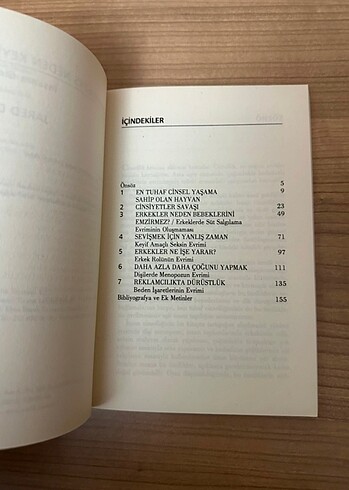 İÇİNDEKİLER
Önsöz 5
1 EN TUHAF CİNSEL YAŞAMA 9
SAHİP OLAN HAYVAN
2 CİNSİYETLER SAVAŞI 23
3 ERKEKLER NEDEN BEBEKLERİNİ 49
EMZİRMEZ? / Erkeklerde Süt Salgılama
Evriminin Oluşmaması
4 SEVİŞMEK İÇİN YANLIŞ ZAMAN 71
Keyif Amaçlı Seksin Evrimi
5 ERKEKLER NE İŞE YARAR? 97
Erkek Rolünün Evrimi
6 DAHA AZLA DAHA ÇOĞUNU YAPMAK 111
Dişilerde Menopozun Evrimi
7 REKLAMCILIKTA DÜRÜSTLÜK 135
Beden İşaretlerinin Evrimi
Bibliyografya ve Ek Metinler 155